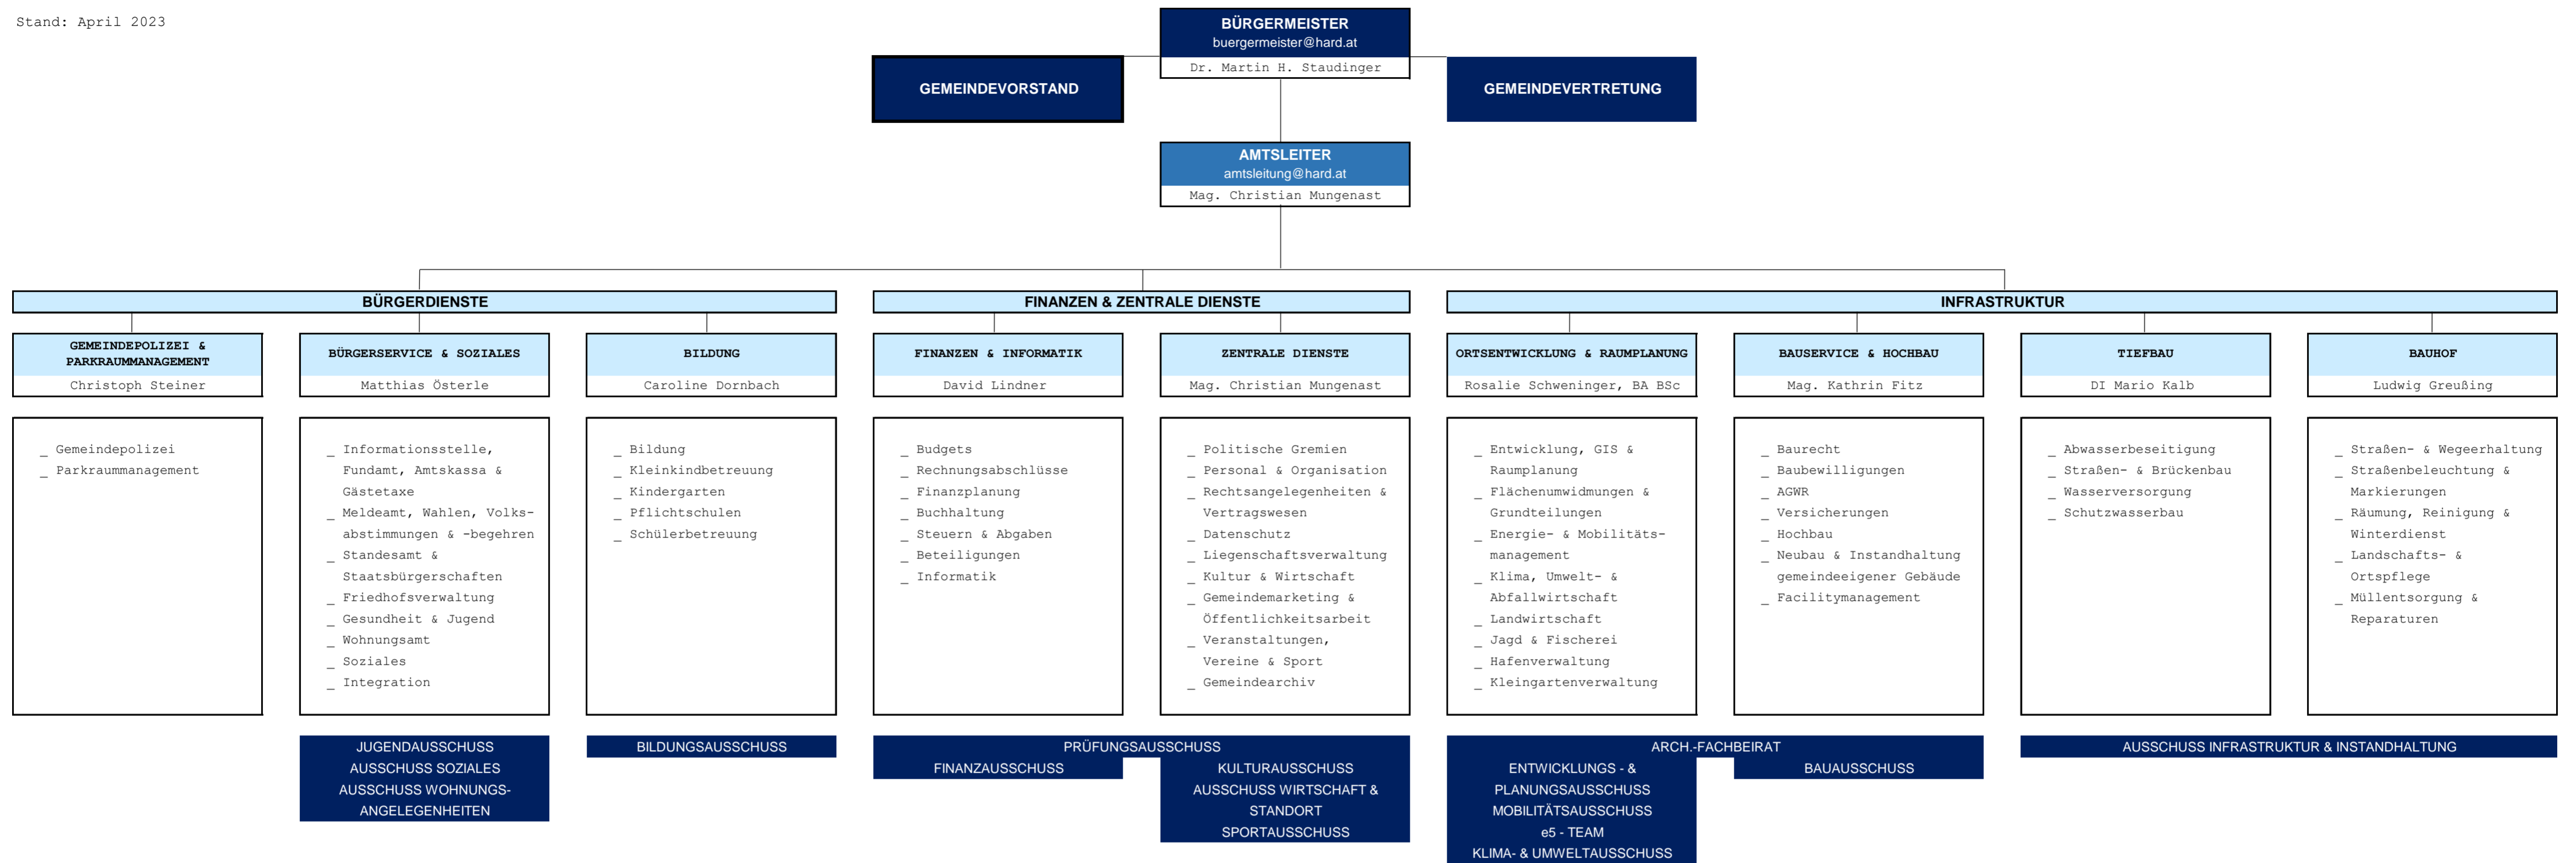 Stand: April 2023
BÜRGERMEISTER
buergermeister@hard.at
Dr. Martin H. Staudinger
GEMEINDEVORSTAND
GEMEINDEVERTRETUNG
AMTSLEITER
amtsleitung@hard.at
Mag. Christian Mungenast
BÜRGERDIENSTE
GEMEINDEPOLIZEI &
PARKRAUMMANAGEMENT
Christoph Steiner
_ Gemeindepolizei
_ Parkraummanagement
BÜRGERSERVICE & SOZIALES
Matthias Österle
_ Informationsstelle,
Fundamt, Amtskassa &
Gästetaxe
_ Meldeamt, Wahlen, Volks-
abstimmungen & -begehren
_ Standesamt &
Staatsbürgerschaften
_ Friedhofsverwaltung
_ Gesundheit & Jugend
_ Wohnungsamt
_ Soziales
_ Integration
JUGENDAUSSCHUSS
AUSSCHUSS SOZIALES
AUSSCHUSS WOHNUNGS-
ANGELEGENHEITEN
BILDUNG
Caroline Dornbach
_ Bildung
_ Kleinkindbetreuung
_ Kindergarten
_ Pflichtschulen
_ Schülerbetreuung
BILDUNGSAUSSCHUSS
FINANZEN & ZENTRALE DIENSTE
FINANZEN & INFORMATIK
David Lindner
_ Budgets
_ Rechnungsabschlüsse
_ Finanzplanung
_ Buchhaltung
_ Steuern & Abgaben
_ Beteiligungen
_ Informatik
ZENTRALE DIENSTE
Mag. Christian Mungenast
_ Politische Gremien
_ Personal & Organisation
_ Rechtsangelegenheiten &
Vertragswesen
_ Datenschutz
_ Liegenschaftsverwaltung
_ Kultur & Wirtschaft
_ Gemeindemarketing &
Öffentlichkeitsarbeit
_ Veranstaltungen,
Vereine & Sport
_ Gemeindearchiv
PRÜFUNGSAUSSCHUSS
FINANZAUSSCHUSS
KULTURAUSSCHUSS
AUSSCHUSS WIRTSCHAFT &
STANDORT
SPORTAUSSCHUSS
INFRASTRUKTUR
ORTSENTWICKLUNG & RAUMPLANUNG
Rosalie Schweninger, BA BSc
_ Entwicklung, GIS &
Raumplanung
_ Flächenumwidmungen &
Grundteilungen
_ Energie- & Mobilitäts-
management
_ Klima, Umwelt- &
Abfallwirtschaft
_ Landwirtschaft
_ Jagd & Fischerei
_ Hafenverwaltung
_ Kleingartenverwaltung
BAUSERVICE & HOCHBAU
Mag. Kathrin Fitz
_ Baurecht
_ Baubewilligungen
_ AGWR
_ Versicherungen
_ Hochbau
_ Neubau & Instandhaltung
gemeindeeigener Gebäude
_ Facilitymanagement
ARCH.-FACHBEIRAT
ENTWICKLUNGS - &
PLANUNGSAUSSCHUSS
MOBILITÄTSAUSSCHUSS
e5 - TEAM
KLIMA- & UMWELTAUSSCHUSS
BAUAUSSCHUSS
TIEFBAU
DI Mario Kalb
_ Abwasserbeseitigung
_ Straßen- & Brückenbau
_ Wasserversorgung
_ Schutzwasserbau
BAUHOF
Ludwig Greußing
_ Straßen- & Wegeerhaltung
_ Straßenbeleuchtung &
Markierungen
_ Räumung, Reinigung &
Winterdienst
_ Landschafts- &
Ortspflege
_ Müllentsorgung &
Reparaturen
AUSSCHUSS INFRASTRUKTUR & INSTANDHALTUNG